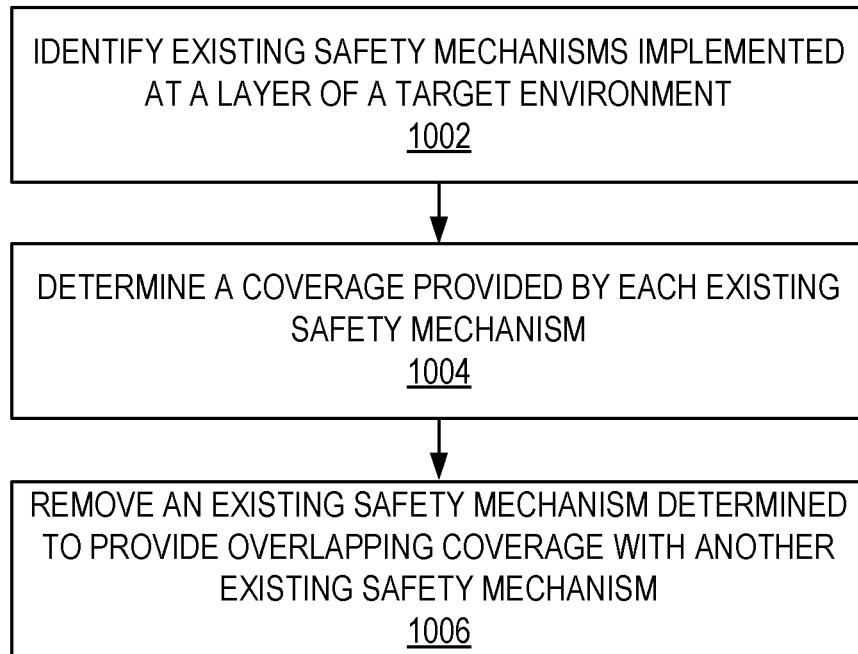 IDENTIFY EXISTING SAFETY MECHANISMS IMPLEMENTED
AT A LAYER OF A TARGET ENVIRONMENT
1002
DETERMINE A COVERAGE PROVIDED BY EACH EXISTING
SAFETY MECHANISM
1004
REMOVE AN EXISTING SAFETY MECHANISM DETERMINED
TO PROVIDE OVERLAPPING COVERAGE WITH ANOTHER
EXISTING SAFETY MECHANISM
1006